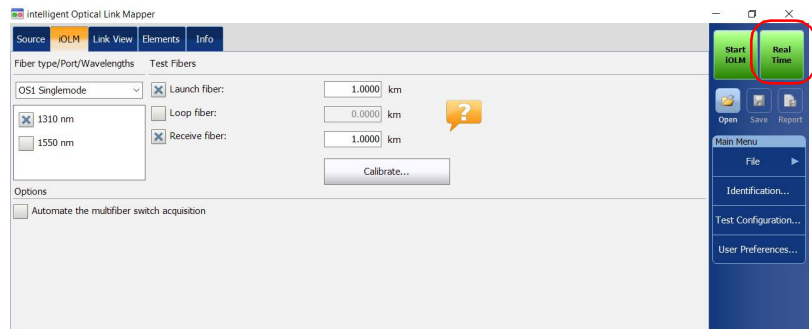 intelligent Optical Link Mapper
Source iOLM Link View Elements Info
Fiber type/Port/Wavelengths Test Fibers
OS1 Singlemode
1310 nm
1550 nm
Launch fiber: 1.0000 km
Loop fiber: 0.0000 km
Receive fiber: 1.0000 km
?
Calibrate...
Options
Automate the multifiber switch acquisition
Start iOLM
Real Time
Open Save Report
Main Menu
File
Identification...
Test Configuration...
User Preferences...